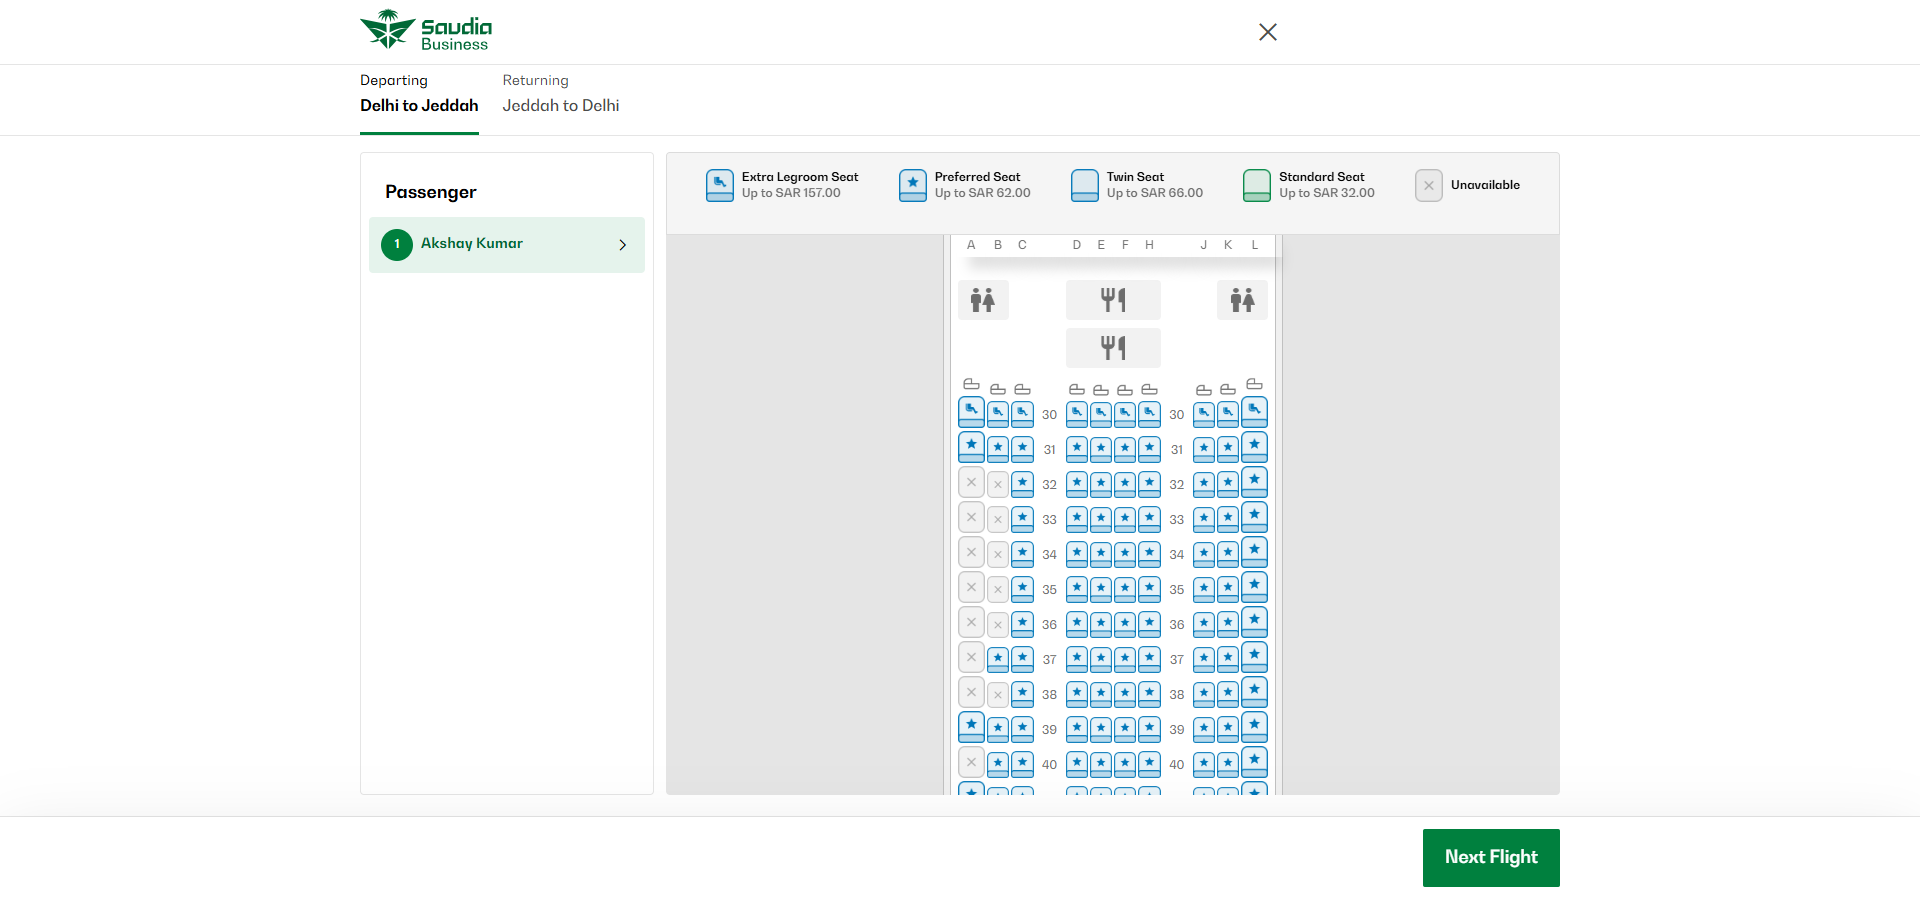 Saudia
Business
Departing
Delhi to Jeddah
Returning
Jeddah to Delhi
Passenger
1 Akshay Kumar
Extra Legroom Seat
Up to SAR 157.00
Preferred Seat
Up to SAR 62.00
Twin Seat
Up to SAR 66.00
Standard Seat
Up to SAR 32.00
Unavailable
A B C D E F H J K L
30 30
31 31
32 32
33 33
34 34
35 35
36 36
37 37
38 38
39 39
40 40
Next Flight